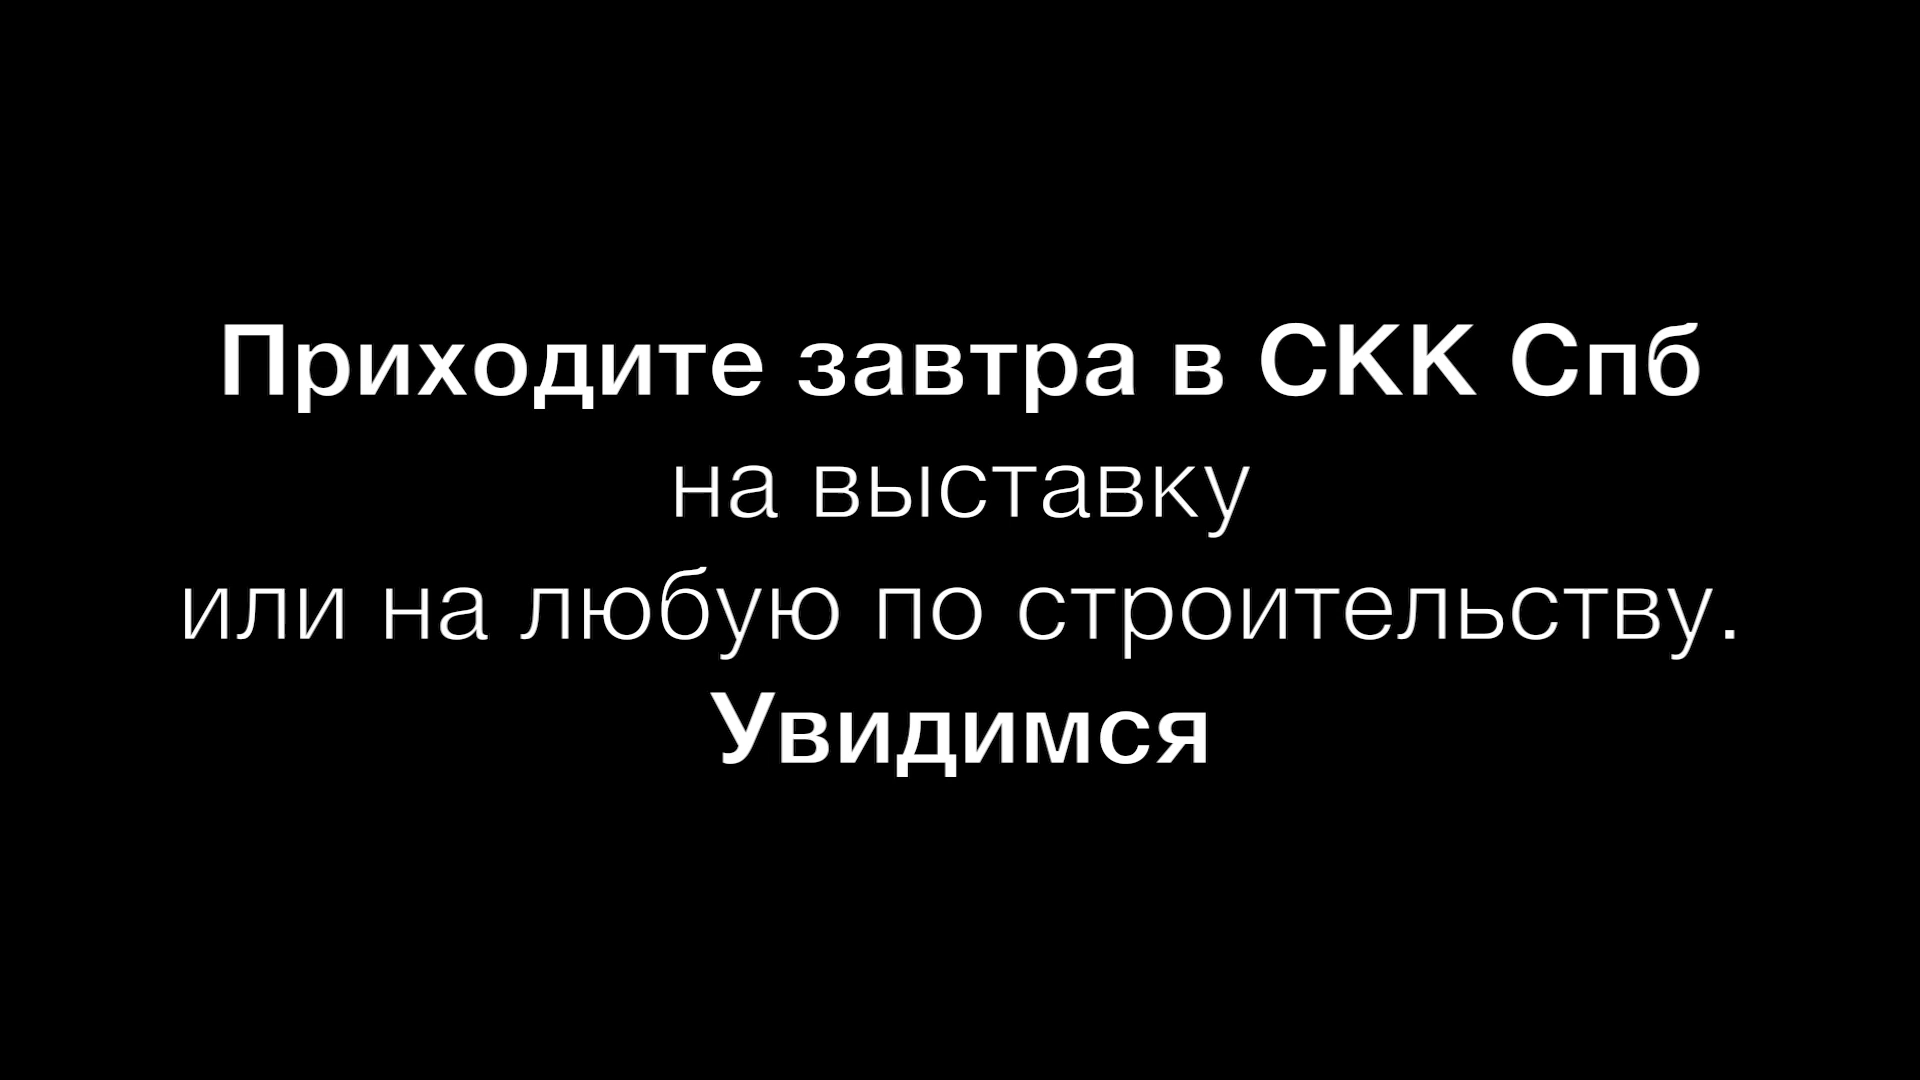 Приходите завтра в СКК Спб
на выставку
или на любую по строительству.
Увидимся